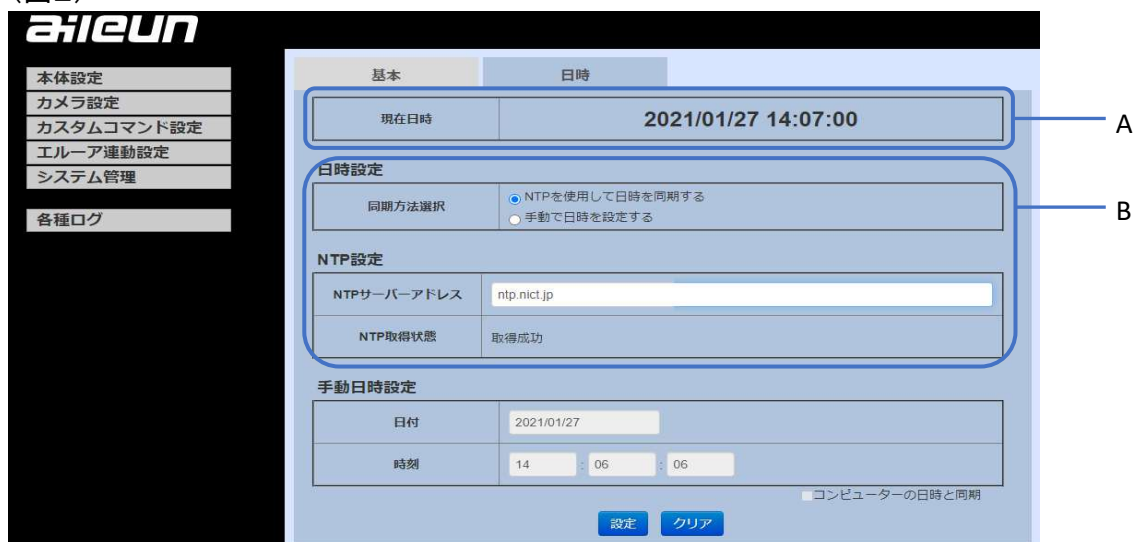 aileun
本体設定
カメラ設定
カスタムコマンド設定
エルーア連動設定
システム管理
各種ログ
基本 日時
現在日時 2021/01/27 14:07:00
A
日時設定
同期方法選択 NTPを使用して日時を同期する
手動で日時を設定する
B
NTP設定
NTPサーバーアドレス ntp.nict.jp
NTP取得状態 取得成功
手動日時設定
日付 2021/01/27
時刻 14 : 06 : 06
コンピューターの日時と同期
設定 クリア